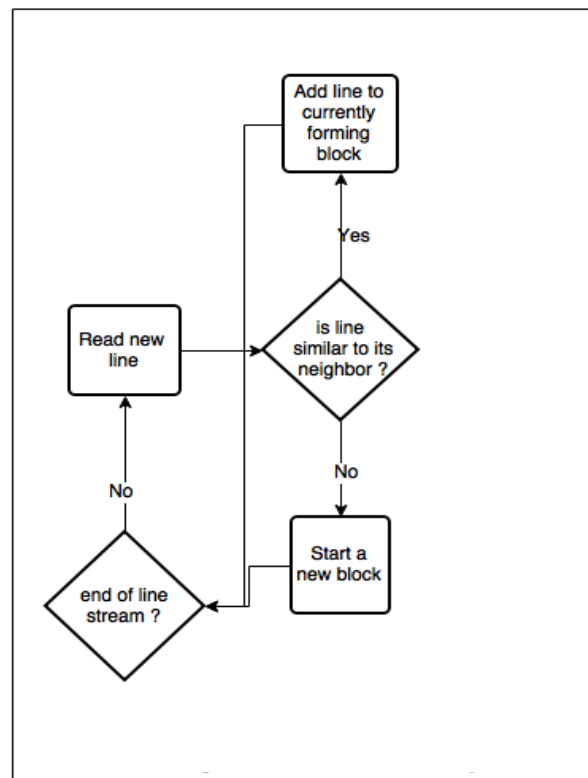 Add line to
currently
forming
block
Yes
is line
similar to its
neighbor ?
Read new
line
No
No
Start a
new block
end of line
stream ?